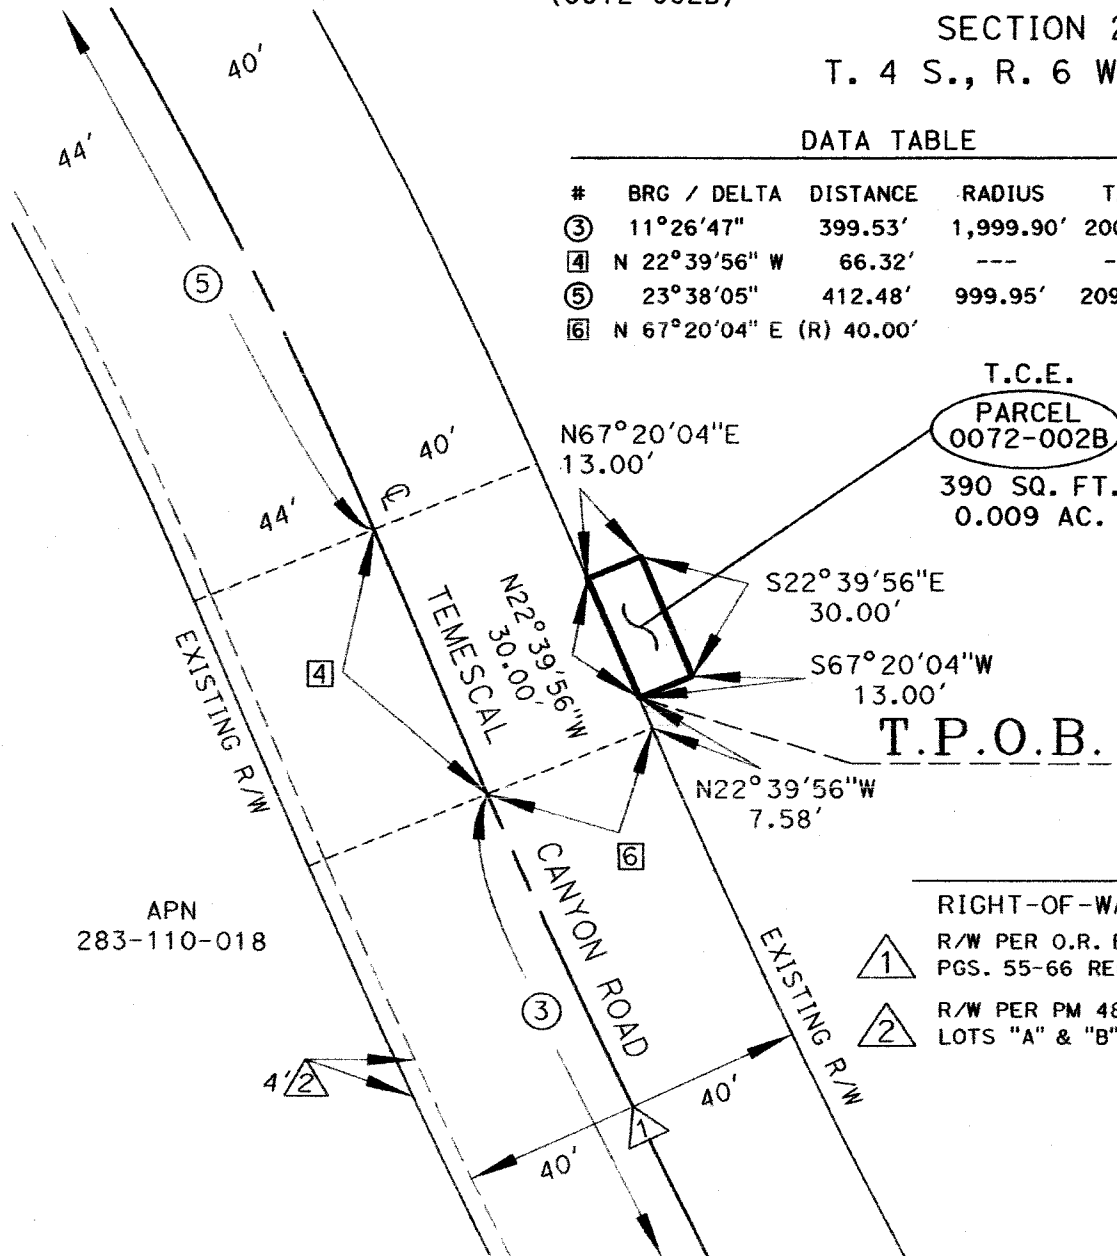 (0072-002B)
SECTION 2
T. 4 S., R. 6 W
DATA TABLE
# BRG / DELTA DISTANCE RADIUS T
③ 11°26'47" 399.53' 1,999.90' 200
4 N 22°39'56" W 66.32' --- -
⑤ 23°38'05" 412.48' 999.95' 209
6 N 67°20'04" E (R) 40.00'
T.C.E.
PARCEL
0072-002B
390 SQ. FT.
0.009 AC.
40'
44'
5
N67°20'04"E
13.00'
40'
℄
44'
S22°39'56"E
30.00'
N22°39'56"W
30.00'
TEMESCAL
S67°20'04"W
13.00'
4
EXISTING R/W
T.P.O.B.
N22°39'56"W
7.58'
6
CANYON ROAD
APN
283-110-018
3
EXISTING R/W
4' 2
40'
1
40'
RIGHT-OF-WA
1 R/W PER O.R.
PGS. 55-66 RE
2 R/W PER PM 48
LOTS "A" & "B"